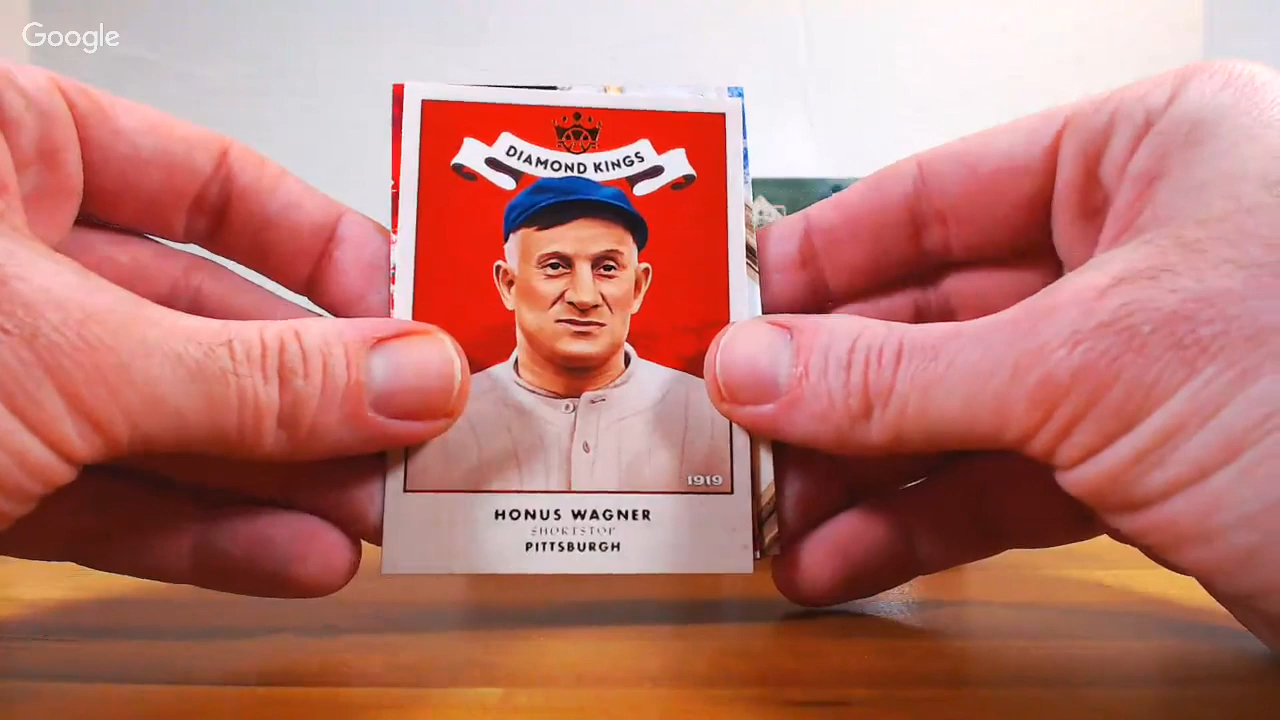 Google
DIAMOND KINGS
1919
HONUS WAGNER
SHORTSTOP
PITTSBURGH